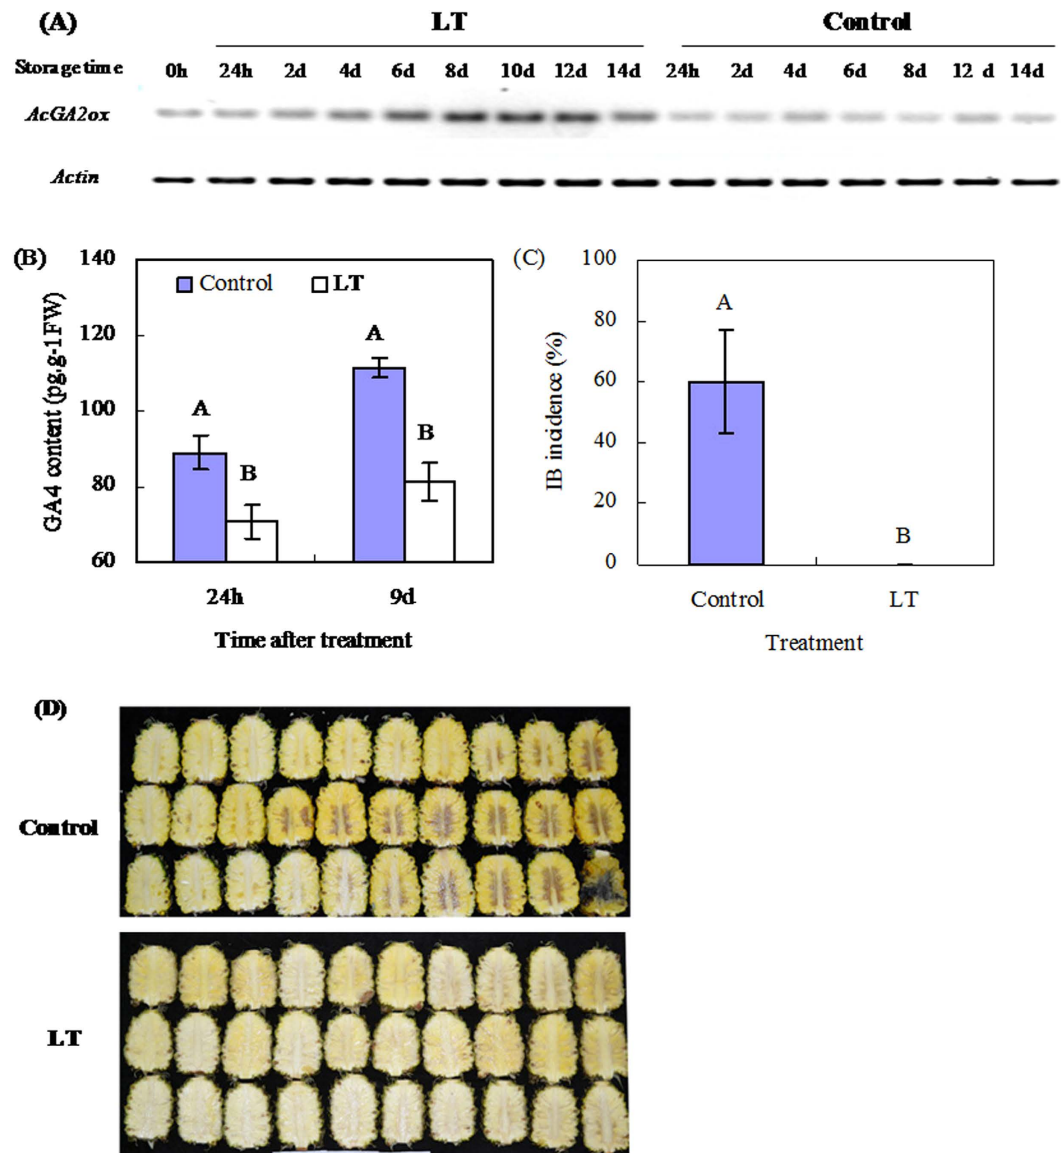 (A) LT Control
Storage time 0h 24h 2d 4d 6d 8d 10d 12d 14d 24h 2d 4d 6d 8d 12 d 14d
AcGA2ox
Actin
(B)
GA4 content (pg.g-1FW)
140
120
100
80
60
Control LT
A
B
A
B
24h 9d
Time after treatment
(C)
IB incidence (%)
100
80
60
40
20
0
A
B
Control LT
Treatment
(D)
Control
LT